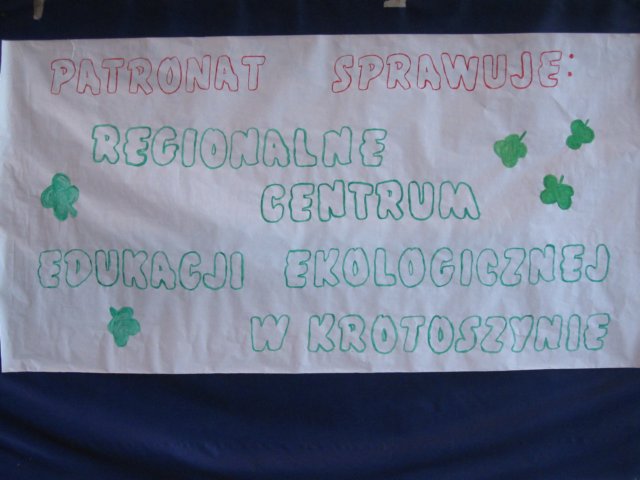 PATRONAT SPRAWUJE:
REGIONALNE
CENTRUM
EDUKACJI EKOLOGICZNEJ
W KROTOSZYNIE